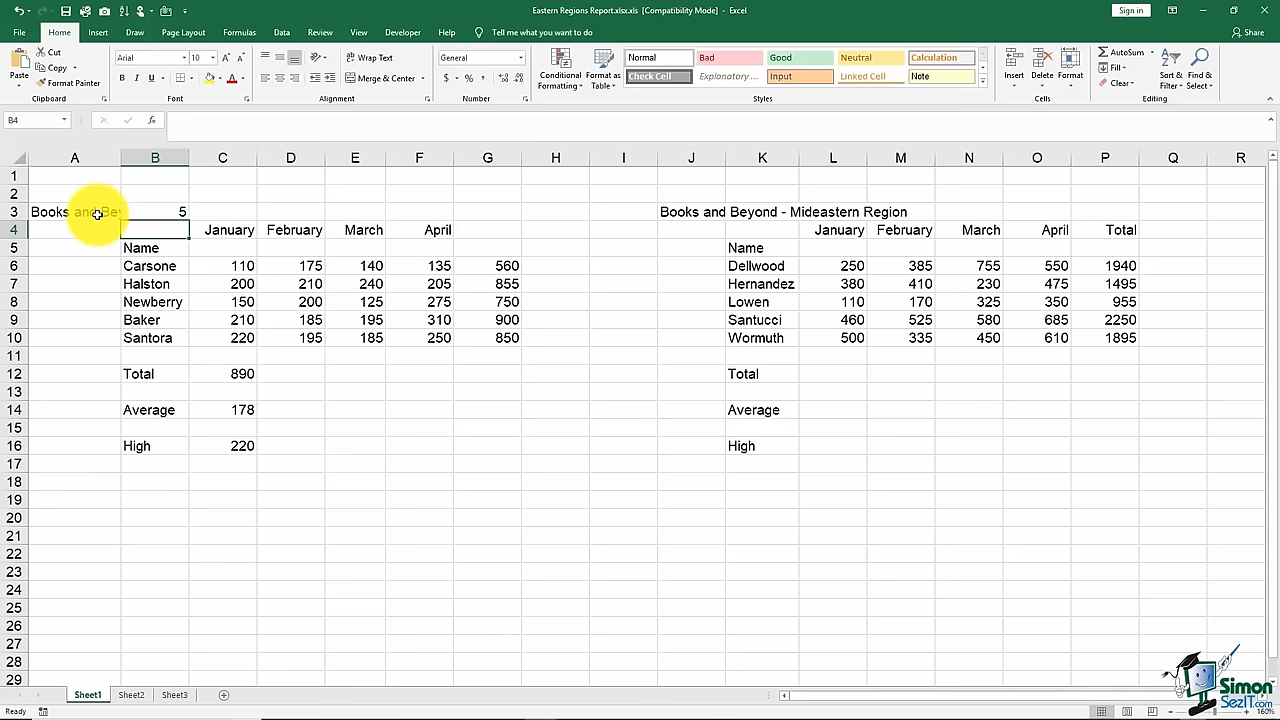 Eastern Regions Report.xlsx.xls [Compatibility Mode] - Excel
Sign in
File Home Insert Draw Page Layout Formulas Data Review View Developer Help Tell me what you want to do Share
Paste Cut Copy Format Painter Clipboard
Arial 10 B I U Font
Wrap Text Merge & Center Alignment
General $ % , Number
Conditional Formatting Format as Table
Normal Bad Good Neutral Calculation
Check Cell Explanatory ... Input Linked Cell Note
Styles
Insert Delete Format Cells
AutoSum Fill Clear Sort & Filter Find & Select Editing
B4 fx
A B C D E F G H I J K L M N O P Q R
1
2
3 Books and Bey 5 Books and Beyond - Mideastern Region
4 January February March April January February March April Total
5 Name Name
6 Carsone 110 175 140 135 560 Dellwood 250 385 755 550 1940
7 Halston 200 210 240 205 855 Hernandez 380 410 230 475 1495
8 Newberry 150 200 125 275 750 Lowen 110 170 325 350 955
9 Baker 210 185 195 310 900 Santucci 460 525 580 685 2250
10 Santora 220 195 185 250 850 Wormuth 500 335 450 610 1895
11
12 Total 890 Total
13
14 Average 178 Average
15
16 High 220 High
17
18
19
20
21
22
23
24
25
26
27
28
29
Sheet1 Sheet2 Sheet3
Ready
160%
Simon
SezIT.com